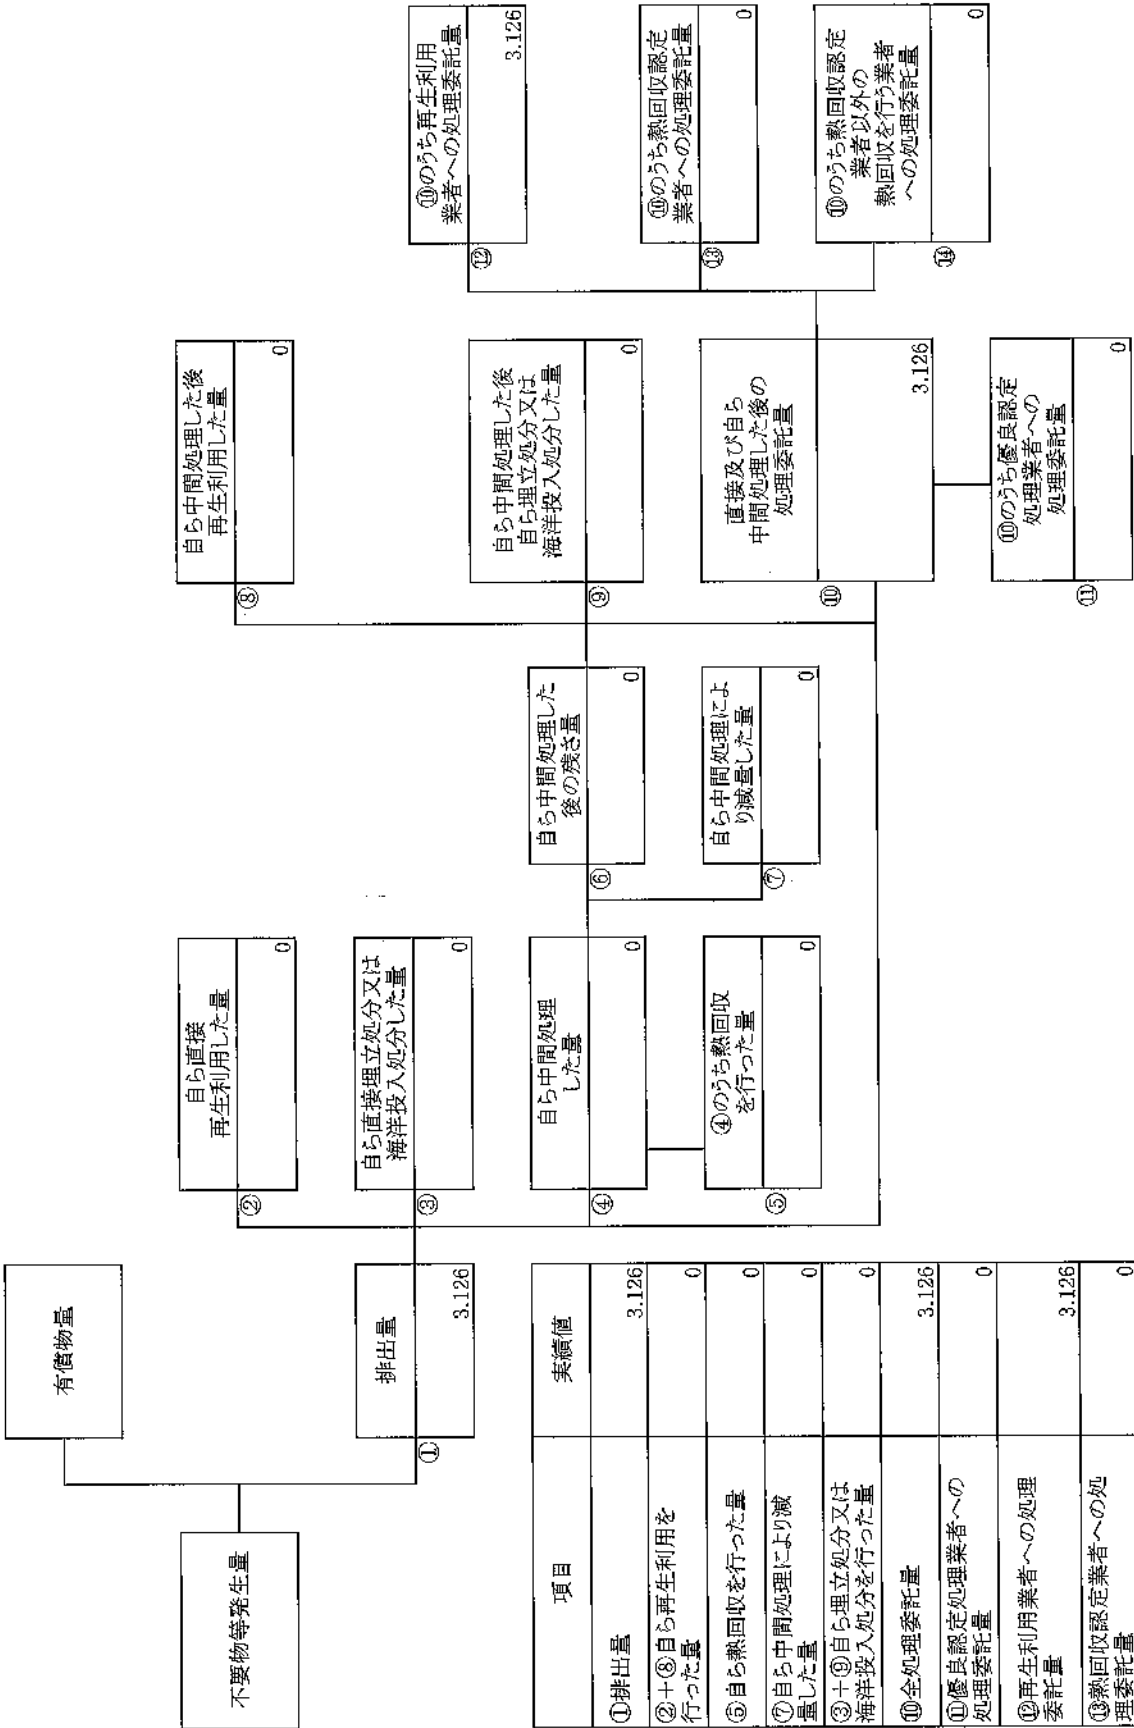 不要物等発生量
有償物量
排出量
①
3.126
自ら直接
再生利用した量
②
0
自ら直接埋立処分又は
海洋投入処分した量
③
0
自ら中間処理
した量
④
0
④のうち熱回収
を行った量
⑤
0
自ら中間処理した
後の残さ量
⑥
0
自ら中間処理によ
り減量した量
⑦
0
自ら中間処理した後
再生利用した量
⑧
0
自ら中間処理した後
自ら埋立処分又は
海洋投入処分した量
⑨
0
直接及び自ら
中間処理した後の
処理委託量
⑩
3.126
⑩のうち優良認定
処理業者への
処理委託量
⑪
0
⑩のうち再生利用
業者への処理委託量
⑫
3.126
⑩のうち熱回収認定
業者への処理委託量
⑬
0
⑩のうち熱回収認定
業者以外の
熱回収を行う業者
への処理委託量
⑭
0
項目 実績値
①排出量 3.126
②+⑧自ら再生利用を
行った量 0
⑤自ら熱回収を行った量 0
⑦自ら中間処理により減
量した量 0
③+⑨自ら埋立処分又は
海洋投入処分を行った量 0
⑩全処理委託量 3.126
⑪優良認定処理業者への
処理委託量 0
⑫再生利用業者への処理
委託量 3.126
⑬熱回収認定業者への処
理委託量 0